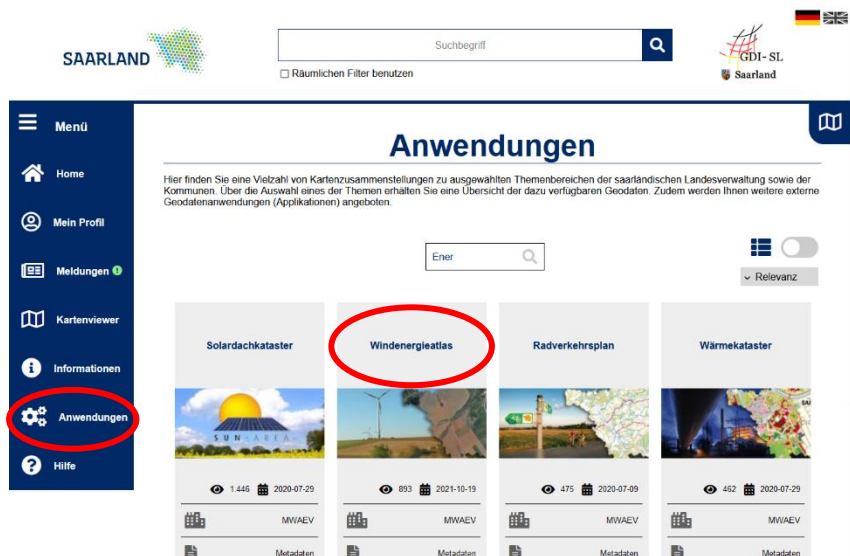 SAARLAND
Suchbegriff
Räumlichen Filter benutzen
GDI-SL
Saarland
Menü
Home
Mein Profil
Meldungen
Kartenviewer
Informationen
Anwendungen
Hilfe
Anwendungen
Hier finden Sie eine Vielzahl von Kartenzusammenstellungen zu ausgewählten Themenbereichen der saarländischen Landesverwaltung sowie der
Kommunen. Über die Auswahl eines der Themen erhalten Sie eine Übersicht der dazu verfügbaren Geodaten. Zudem werden Ihnen weitere externe
Geodatenanwendungen (Applikationen) angeboten.
Ener
Relevanz
Solardachkataster
Windenergieatlas
Radverkehrsplan
Wärmekataster
SUN-AREA
1.446 2020-07-29
893 2021-10-19
475 2020-07-09
462 2020-07-29
MWAEV
MWAEV
MWAEV
MWAEV
Metadaten
Metadaten
Metadaten
Metadaten